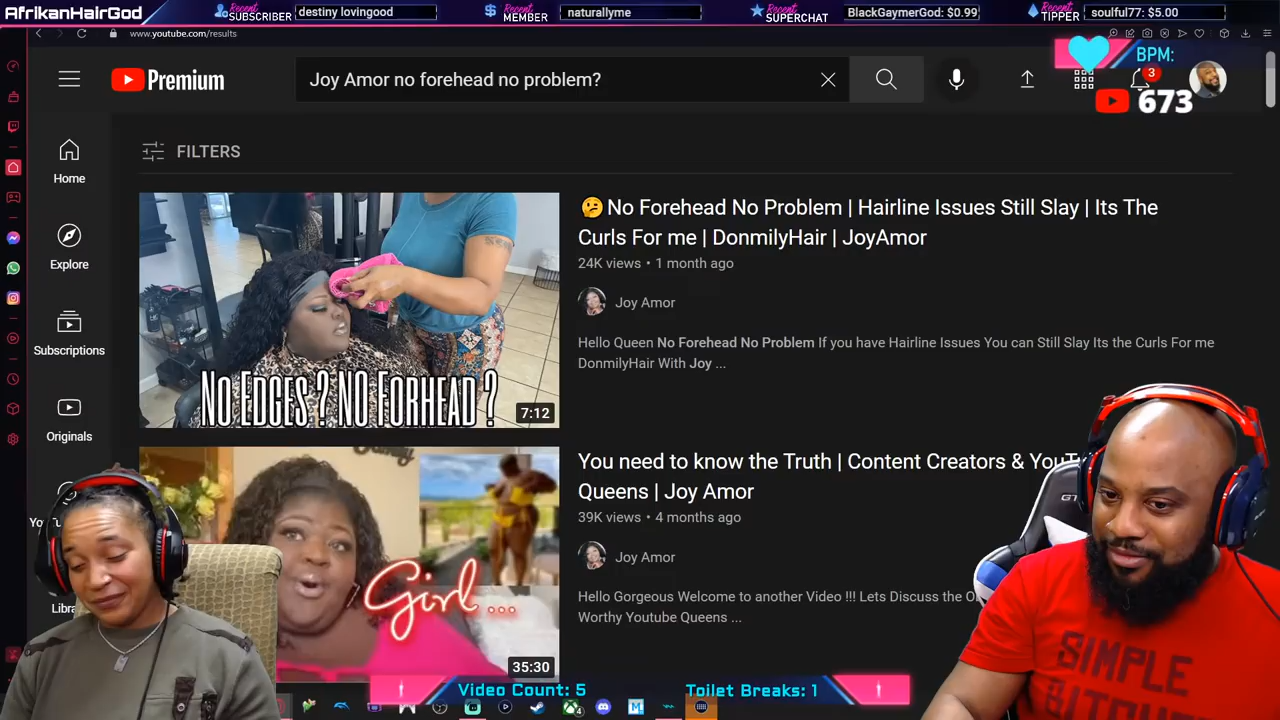 AfrikanHairGod
Recent SUBSCRIBER destiny lovingood
Recent MEMBER naturallyme
Recent SUPERCHAT BlackGaymerGod: $0.99
Recent TIPPER soulful77: $5.00
www.youtube.com/results
BPM:
Premium
Joy Amor no forehead no problem?
3
673
FILTERS
Home
Explore
Subscriptions
Originals
Libra
🤔No Forehead No Problem | Hairline Issues Still Slay | Its The
Curls For me | DonmilyHair | JoyAmor
24K views • 1 month ago
Joy Amor
Hello Queen No Forehead No Problem If you have Hairline Issues You can Still Slay Its the Curls For me
DonmilyHair With Joy ...
NO EDGES ? NO FORHEAD ?
7:12
You need to know the Truth | Content Creators & YouTu
Queens | Joy Amor
39K views • 4 months ago
Joy Amor
Hello Gorgeous Welcome to another Video !!! Lets Discuss the O
Worthy Youtube Queens ...
Girl ...
35:30
GT
SIMPLE
Video Count: 5
Toilet Breaks: 1